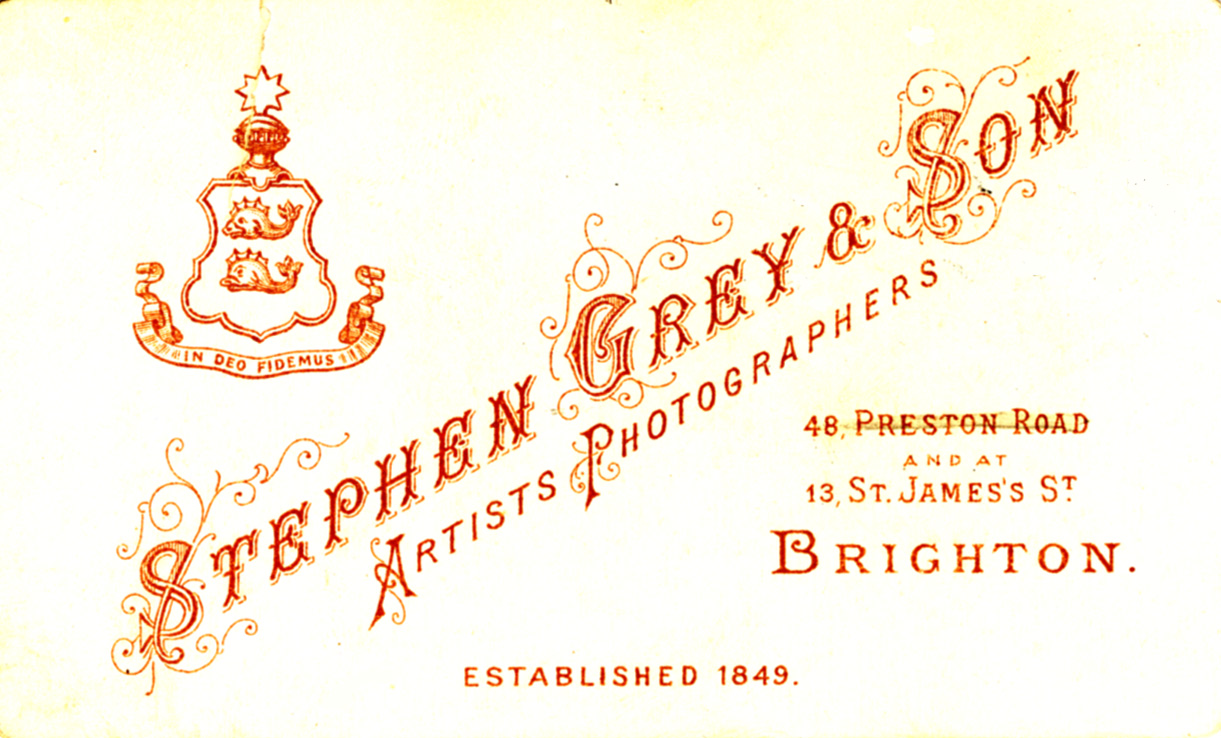 IN DEO FIDEMUS
STEPHEN GREY & SON
ARTISTS PHOTOGRAPHERS
48, PRESTON ROAD
AND AT
13, ST. JAMES'S ST
BRIGHTON.
ESTABLISHED 1849.